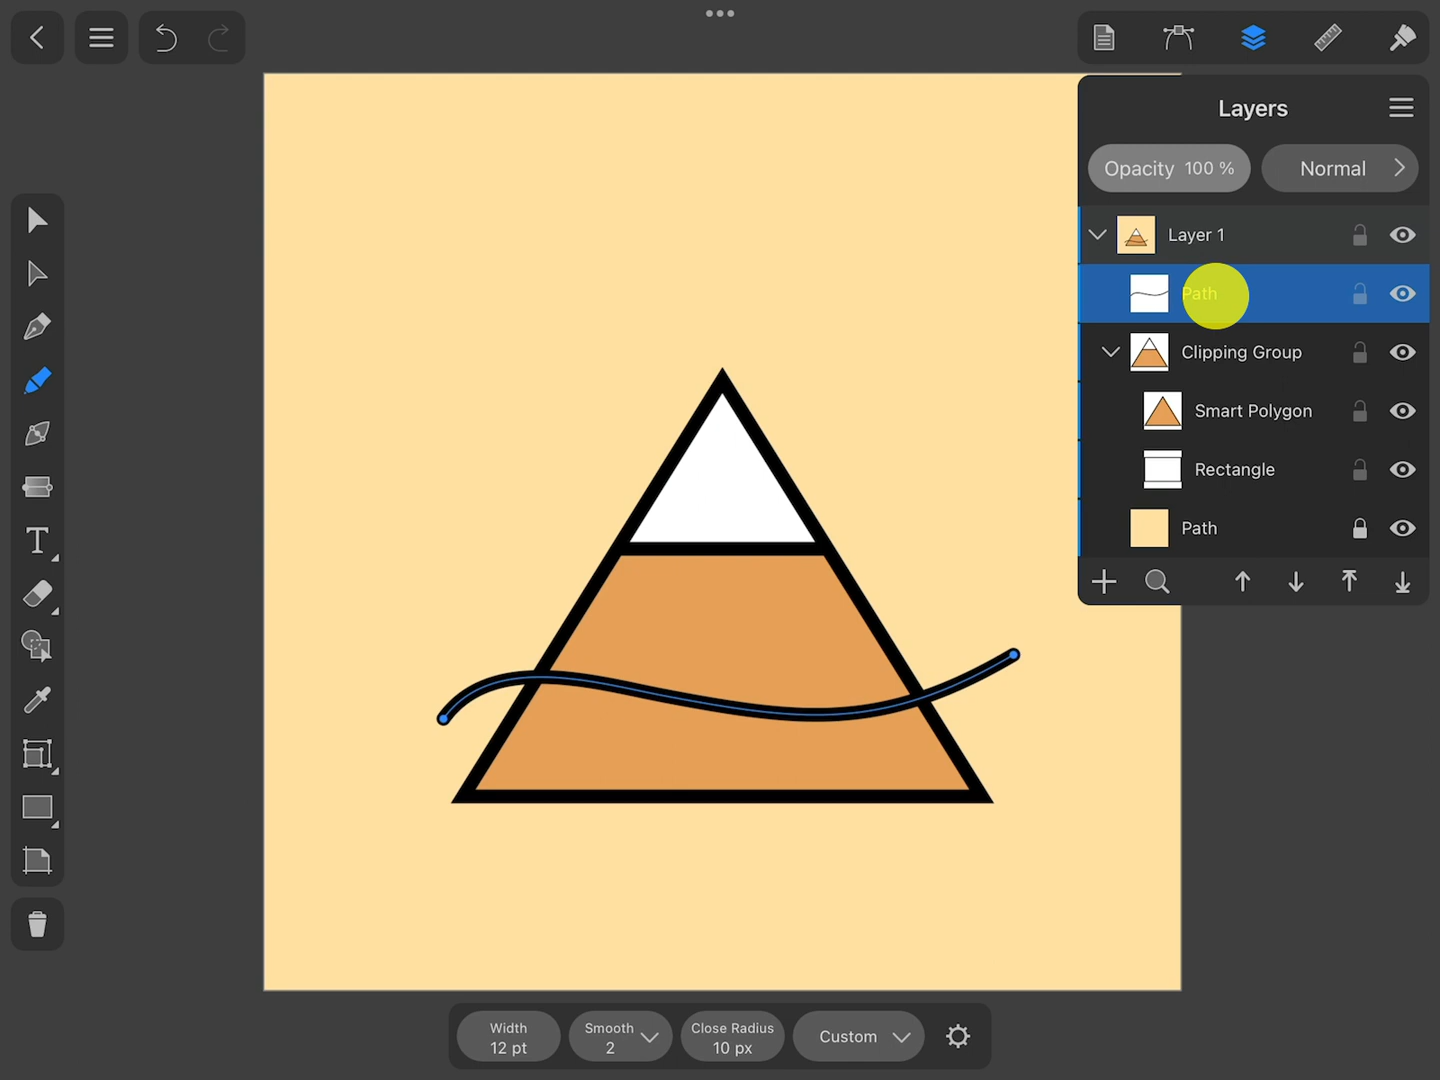 Layers
Opacity 100 %
Normal
Layer 1
Path
Clipping Group
Smart Polygon
Rectangle
Path
T
Width
12 pt
Smooth
2
Close Radius
10 px
Custom